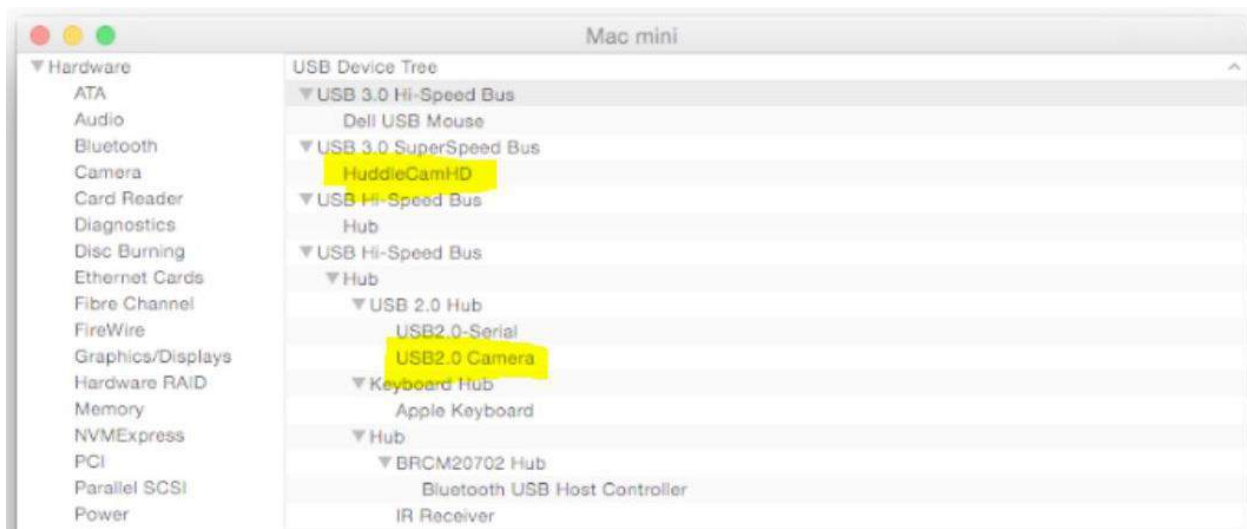 Mac mini
Hardware
ATA
Audio
Bluetooth
Camera
Card Reader
Diagnostics
Disc Burning
Ethernet Cards
Fibre Channel
FireWire
Graphics/Displays
Hardware RAID
Memory
NVMExpress
PCI
Parallel SCSI
Power
USB Device Tree
USB 3.0 Hi-Speed Bus
Dell USB Mouse
USB 3.0 SuperSpeed Bus
HuddleCamHD
USB Hi-Speed Bus
Hub
USB Hi-Speed Bus
Hub
USB 2.0 Hub
USB2.0-Serial
USB2.0 Camera
Keyboard Hub
Apple Keyboard
Hub
BRCM20702 Hub
Bluetooth USB Host Controller
IR Receiver